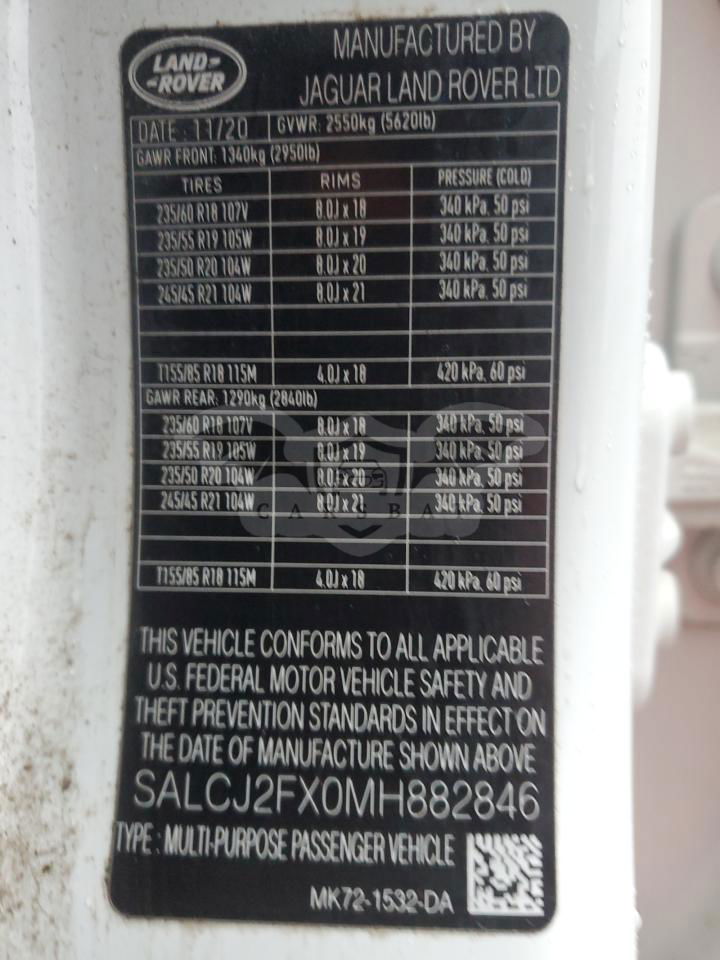 LAND-
-ROVER
MANUFACTURED BY
JAGUAR LAND ROVER LTD
DATE: 11/20 GVWR: 2550kg (5620lb)
GAWR FRONT: 1340kg (2950lb)
TIRES RIMS PRESSURE (COLD)
235/60 R18 107V 8.0J x 18 340 kPa, 50 psi
235/55 R19 105W 8.0J x 19 340 kPa, 50 psi
235/50 R20 104W 8.0J x 20 340 kPa, 50 psi
245/45 R21 104W 8.0J x 21 340 kPa, 50 psi
T155/85 R18 115M 4.0J x 18 420 kPa, 60 psi
GAWR REAR: 1290kg (2840lb)
235/60 R18 107V 8.0J x 18 340 kPa, 50 psi
235/55 R19 105W 8.0J x 19 340 kPa, 50 psi
235/50 R20 104W 8.0J x 20 340 kPa, 50 psi
245/45 R21 104W 8.0J x 21 340 kPa, 50 psi
T155/85 R18 115M 4.0J x 18 420 kPa, 60 psi
THIS VEHICLE CONFORMS TO ALL APPLICABLE
U.S. FEDERAL MOTOR VEHICLE SAFETY AND
THEFT PREVENTION STANDARDS IN EFFECT ON
THE DATE OF MANUFACTURE SHOWN ABOVE
SALCJ2FX0MH882846
TYPE: MULTI-PURPOSE PASSENGER VEHICLE
MK72-1532-DA